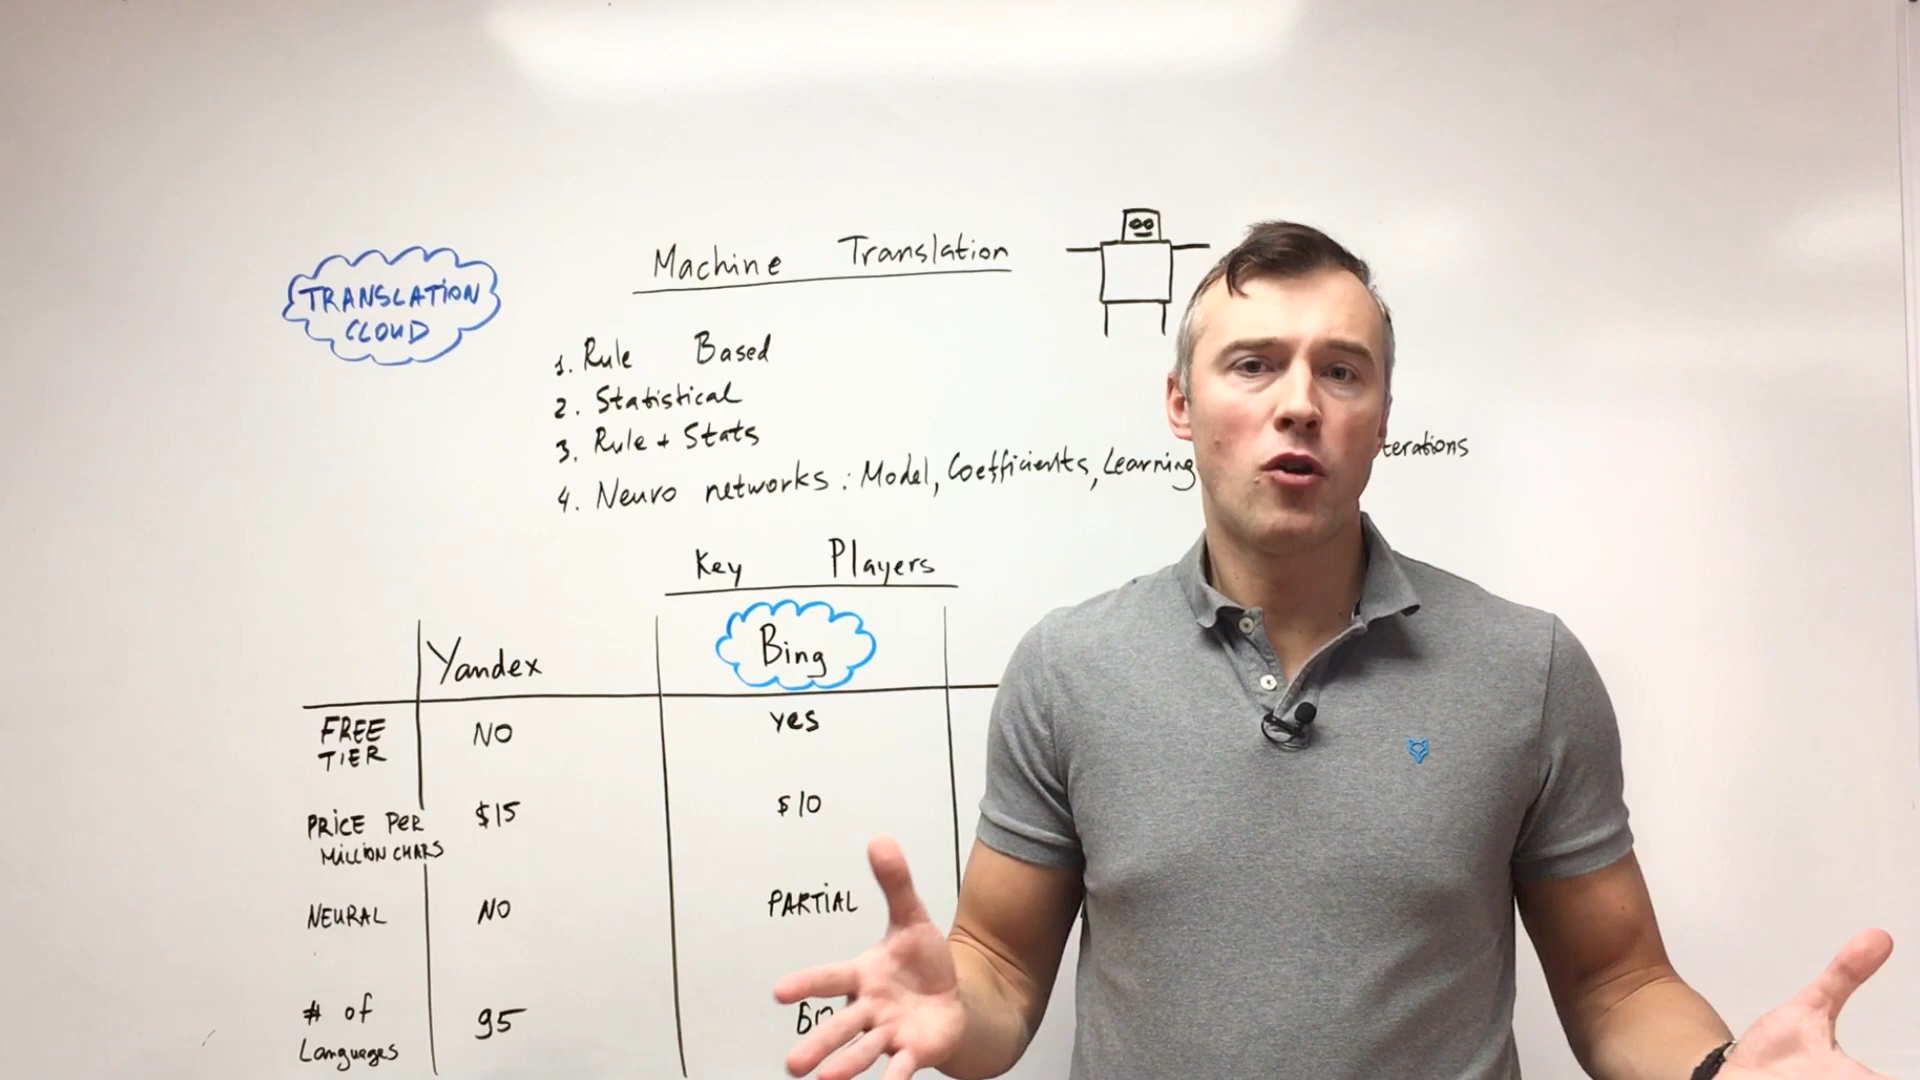 Machine Translation
TRANSLATION
CLOUD
1. Rule Based
2. Statistical
3. Rule + Stats
4. Neuro networks: Model, Coefficients, Learning terations
Key Players
Yandex Bing
FREE
TIER NO yes
PRICE PER
MILLION CHARS $15 $10
NEURAL NO PARTIAL
# of
Languages 95